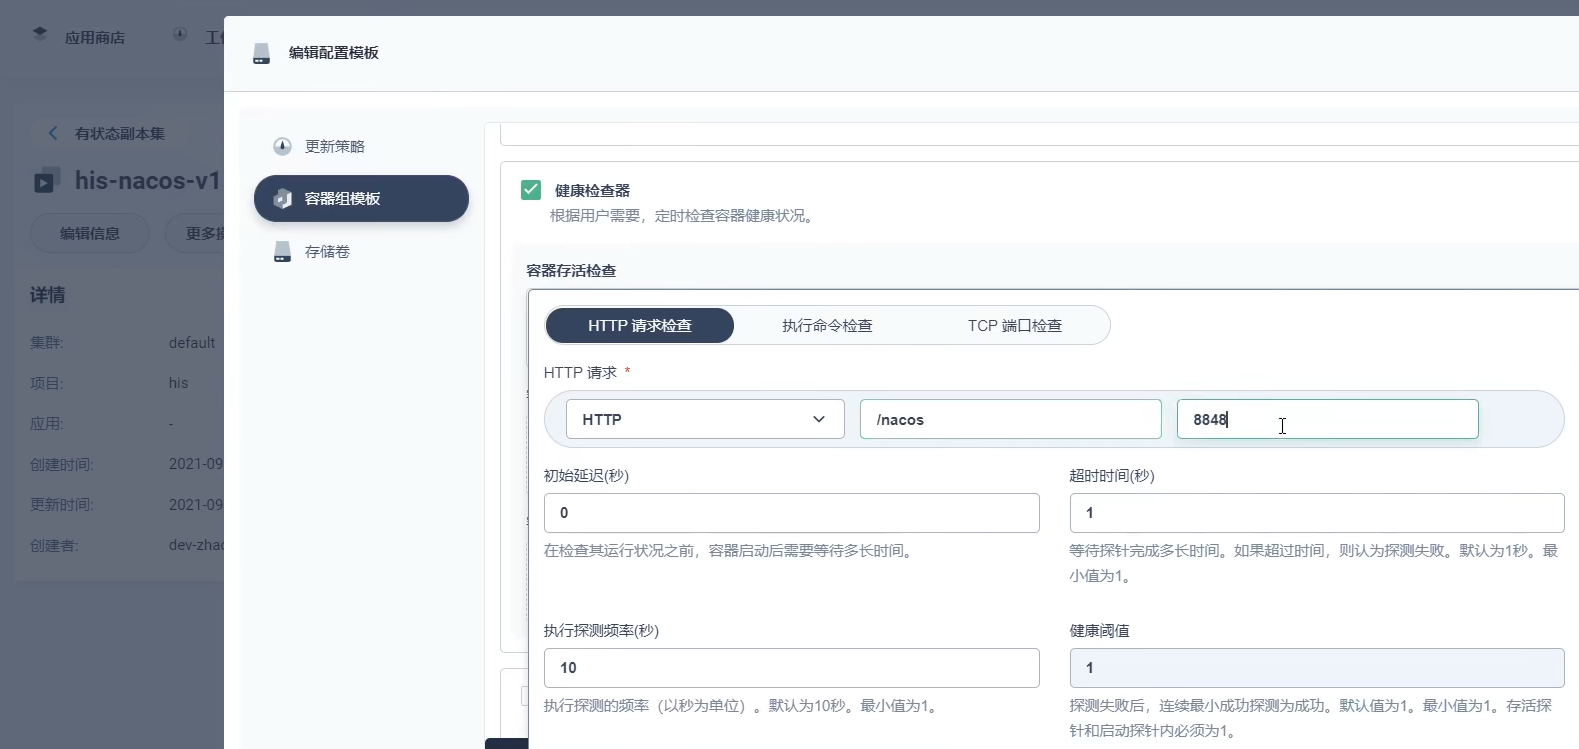 应用商店
编辑配置模板
有状态副本集
his-nacos-v1
编辑信息
更多
详情
集群: default
项目: his
应用: -
创建时间: 2021-09
更新时间: 2021-09
创建者: dev-zhao
更新策略
容器组模板
存储卷
健康检查器
根据用户需要，定时检查容器健康状况。
容器存活检查
HTTP 请求检查 执行命令检查 TCP 端口检查
HTTP 请求 *
HTTP /nacos 8848
初始延迟(秒) 超时时间(秒)
0 1
在检查其运行状况之前，容器启动后需要等待多长时间。
等待探针完成多长时间。如果超过时间，则认为探测失败。默认为1秒。最
小值为1。
执行探测频率(秒) 健康阈值
10 1
执行探测的频率（以秒为单位）。默认为10秒。最小值为1。
探测失败后，连续最小成功探测为成功。默认值为1。最小值为1。存活探
针和启动探针内必须为1。